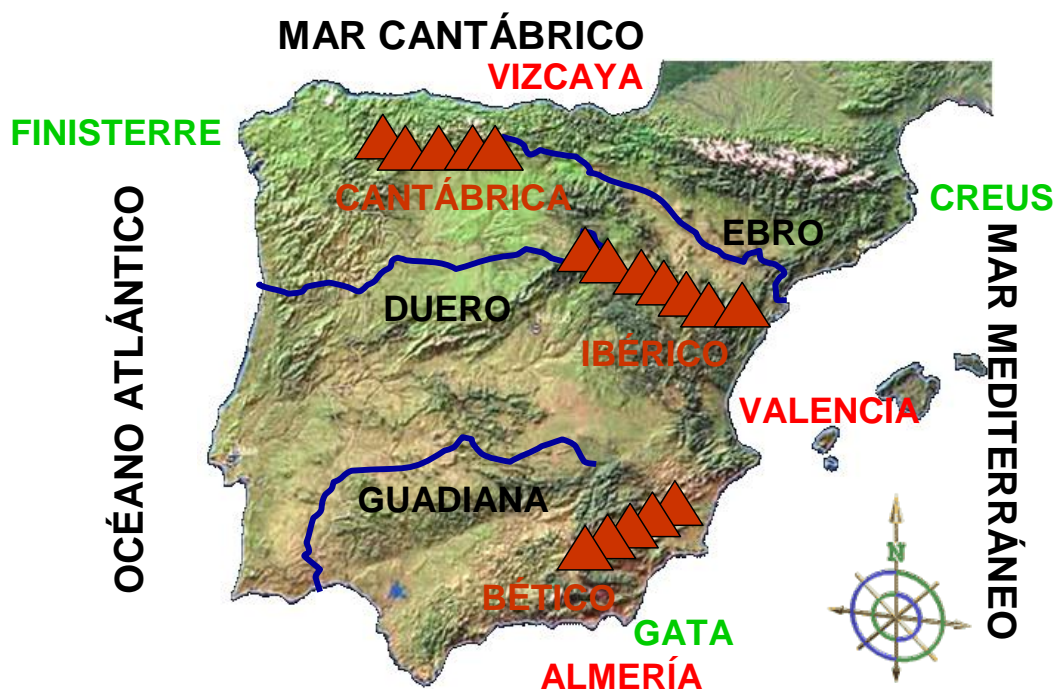 MAR CANTÁBRICO
VIZCAYA
FINISTERRE
CANTÁBRICA
CREUS
EBRO
DUERO
IBÉRICO
VALENCIA
GUADIANA
BÉTICO
GATA
ALMERÍA
OCÉANO ATLÁNTICO
MAR MEDITERRÁNEO
N